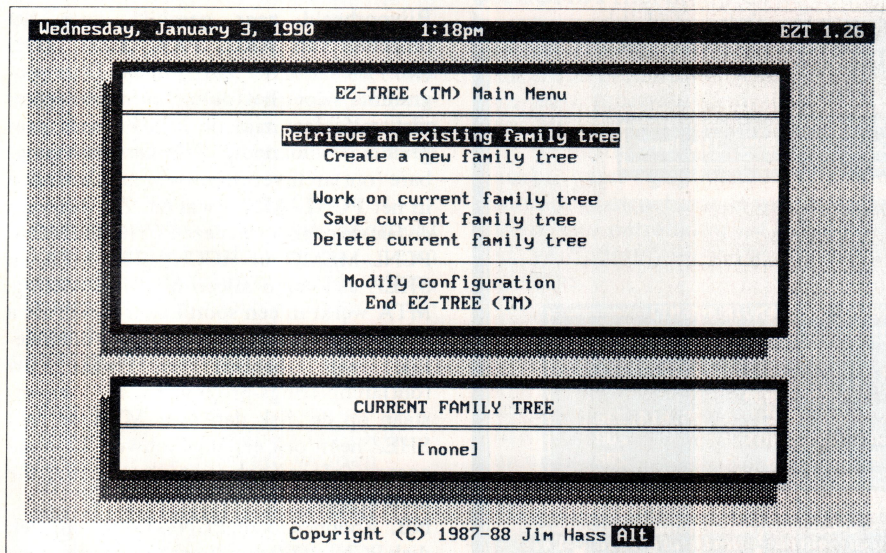 Wednesday, January 3, 1990 1:18pm EZT 1.26
EZ-TREE (TM) Main Menu
Retrieve an existing family tree
Create a new family tree
Work on current family tree
Save current family tree
Delete current family tree
Modify configuration
End EZ-TREE (TM)
CURRENT FAMILY TREE
[none]
Copyright (C) 1987-88 Jim Hass Alt